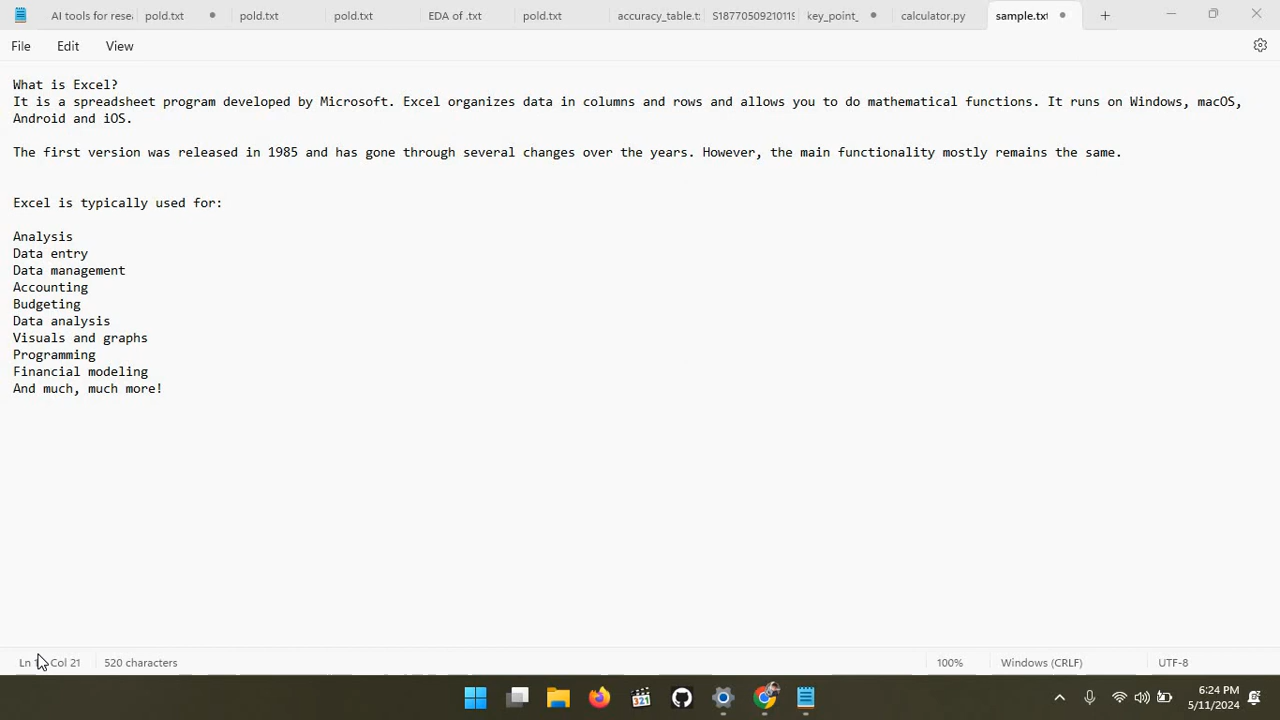 AI tools for rese
pold.txt
pold.txt
pold.txt
EDA of .txt
pold.txt
accuracy_table.t
S1877050921011
key_point_
calculator.py
sample.txt
File
Edit
View
What is Excel?
It is a spreadsheet program developed by Microsoft. Excel organizes data in columns and rows and allows you to do mathematical functions. It runs on Windows, macOS,
Android and iOS.
The first version was released in 1985 and has gone through several changes over the years. However, the main functionality mostly remains the same.
Excel is typically used for:
Analysis
Data entry
Data management
Accounting
Budgeting
Data analysis
Visuals and graphs
Programming
Financial modeling
And much, much more!
Ln Col 21
520 characters
100%
Windows (CRLF)
UTF-8
321
6:24 PM
5/11/2024